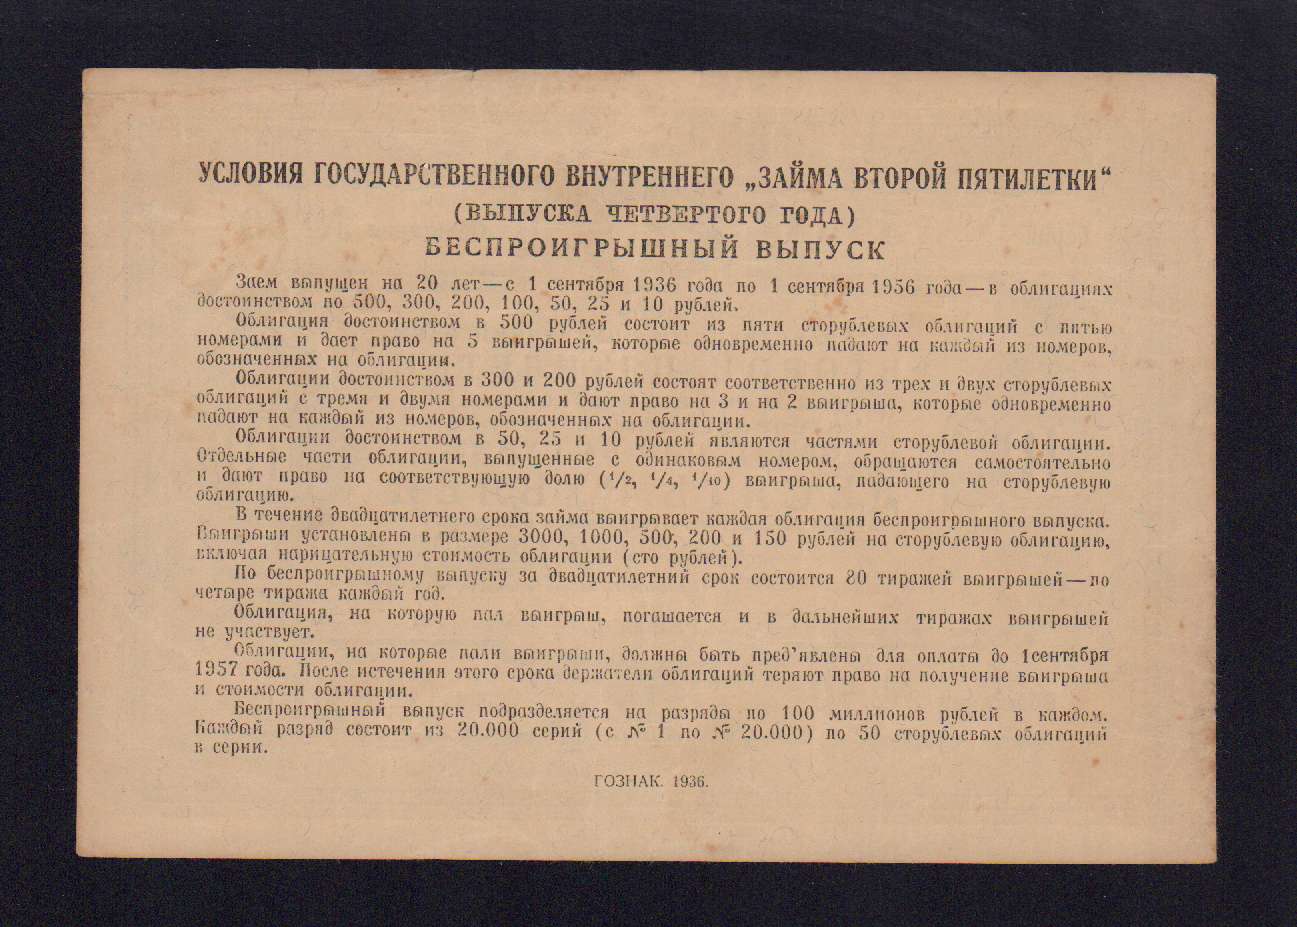 УСЛОВИЯ ГОСУДАРСТВЕННОГО ВНУТРЕННЕГО „ЗАЙМА ВТОРОЙ ПЯТИЛЕТКИ“
(ВЫПУСКА ЧЕТВЕРТОГО ГОДА)
БЕСПРОИГРЫШНЫЙ ВЫПУСК
Заем выпущен на 20 лет—с 1 сентября 1936 года по 1 сентября 1956 года—в облигациях
достоинством по 500, 300, 200, 100, 50, 25 и 10 рублей.
Облигация достоинством в 500 рублей состоит из пяти сторублевых облигаций с пятью
номерами и дает право на 5 выигрышей, которые одновременно падают на каждый из номеров,
обозначенных на облигации.
Облигации достоинством в 300 и 200 рублей состоят соответственно из трех и двух сторублевых
облигаций с тремя и двумя номерами и дают право на 3 и на 2 выигрыша, которые одновременно
падают на каждый из номеров, обозначенных на облигации.
Облигации достоинством в 50, 25 и 10 рублей являются частями сторублевой облигации.
Отдельные части облигации, выпущенные с одинаковым номером, обращаются самостоятельно
и дают право на соответствующую долю (1/2, 1/4, 1/10) выигрыша, падающего на сторублевую
облигацию.
В течение двадцатилетнего срока займа выигрывает каждая облигация беспроигрышного выпуска.
Выигрыши установлены в размере 3000, 1000, 500, 200 и 150 рублей на сторублевую облигацию,
включая нарицательную стоимость облигации (сто рублей).
По беспроигрышному выпуску за двадцатилетний срок состоится 80 тиражей выигрышей—по
четыре тиража каждый год.
Облигация, на которую пал выигрыш, погашается и в дальнейших тиражах выигрышей
не участвует.
Облигации, на которые пали выигрыши, должны быть пред’явлены для оплаты до 1 сентября
1957 года. После истечения этого срока держатели облигаций теряют право на получение выигрыша
и стоимости облигации.
Беспроигрышный выпуск подразделяется на разряды по 100 миллионов рублей в каждом.
Каждый разряд состоит из 20.000 серий (с № 1 по № 20.000) по 50 сторублевых облигаций
в серии.
ГОЗНАК. 1936.